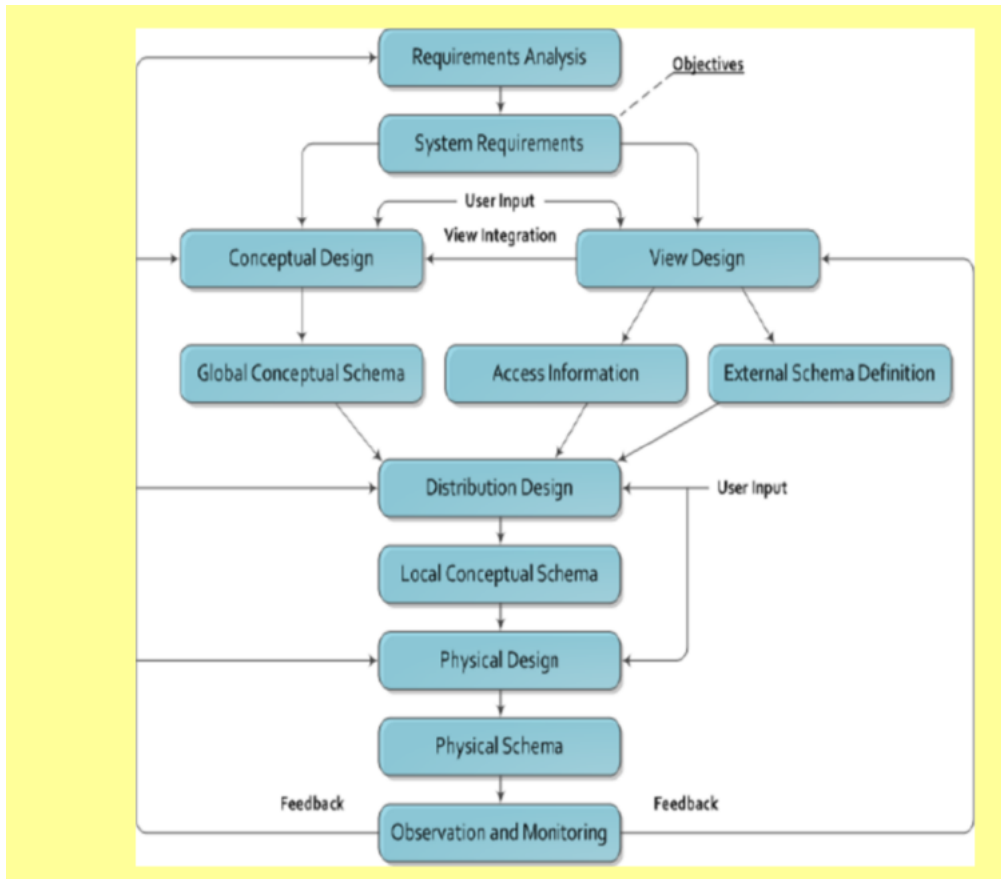 Requirements Analysis
Objectives
System Requirements
User Input
View Integration
Conceptual Design
View Design
Global Conceptual Schema
Access Information
External Schema Definition
Distribution Design
User Input
Local Conceptual Schema
Physical Design
Physical Schema
Feedback
Feedback
Observation and Monitoring